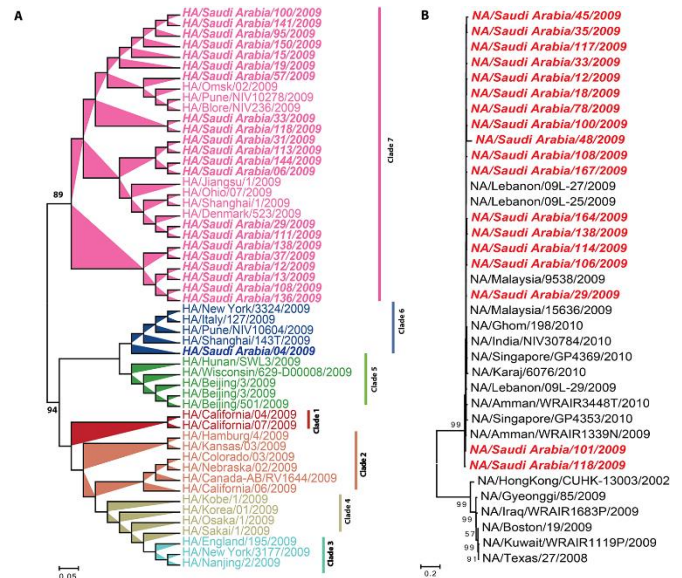 A
HA/Saudi Arabia/100/2009
HA/Saudi Arabia/141/2009
HA/Saudi Arabia/95/2009
HA/Saudi Arabia/150/2009
HA/Saudi Arabia/15/2009
HA/Saudi Arabia/19/2009
HA/Saudi Arabia/57/2009
HA/Omsk/02/2009
HA/Pune/NIV10278/2009
HA/Blore/NIV236/2009
HA/Saudi Arabia/33/2009
HA/Saudi Arabia/118/2009
HA/Saudi Arabia/31/2009
HA/Saudi Arabia/113/2009
HA/Saudi Arabia/144/2009
HA/Saudi Arabia/06/2009
HA/Jiangsu/1/2009
HA/Ohio/07/2009
HA/Shanghai/1/2009
HA/Denmark/523/2009
HA/Saudi Arabia/29/2009
HA/Saudi Arabia/111/2009
HA/Saudi Arabia/138/2009
HA/Saudi Arabia/37/2009
HA/Saudi Arabia/12/2009
HA/Saudi Arabia/13/2009
HA/Saudi Arabia/108/2009
HA/Saudi Arabia/136/2009
Clade 7
89
HA/New York/3324/2009
HA/Italy/127/2009
HA/Pune/NIV10604/2009
HA/Shanghai/143T/2009
HA/Saudi Arabia/04/2009
Clade 6
HA/Hunan/SWL3/2009
HA/Wisconsin/629-D00008/2009
HA/Beijing/3/2009
HA/Beijing/3/2009
HA/Beijing/501/2009
Clade 5
94
HA/California/04/2009
HA/California/07/2009
Clade 1
HA/Hamburg/4/2009
HA/Kansas/03/2009
HA/Colorado/03/2009
HA/Nebraska/02/2009
HA/Canada-AB/RV1644/2009
HA/California/06/2009
Clade 2
HA/Kobe/1/2009
HA/Korea/01/2009
HA/Osaka/1/2009
HA/Sakai/1/2009
Clade 4
HA/England/195/2009
HA/New York/3177/2009
HA/Nanjing/2/2009
Clade 3
0.05
B
NA/Saudi Arabia/45/2009
NA/Saudi Arabia/35/2009
NA/Saudi Arabia/117/2009
NA/Saudi Arabia/33/2009
NA/Saudi Arabia/12/2009
NA/Saudi Arabia/18/2009
NA/Saudi Arabia/78/2009
NA/Saudi Arabia/100/2009
NA/Saudi Arabia/48/2009
NA/Saudi Arabia/108/2009
NA/Saudi Arabia/167/2009
NA/Lebanon/09L-27/2009
NA/Lebanon/09L-25/2009
NA/Saudi Arabia/164/2009
NA/Saudi Arabia/138/2009
NA/Saudi Arabia/114/2009
NA/Saudi Arabia/106/2009
NA/Malaysia/9538/2009
NA/Saudi Arabia/29/2009
NA/Malaysia/15636/2009
NA/Ghom/198/2010
NA/India/NIV30784/2010
NA/Singapore/GP4369/2010
NA/Karaj/6076/2010
NA/Lebanon/09L-29/2009
NA/Amman/WRAIR3448T/2010
NA/Singapore/GP4353/2010
NA/Amman/WRAIR1339N/2009
NA/Saudi Arabia/101/2009
NA/Saudi Arabia/118/2009
99
NA/HongKong/CUHK-13003/2002
NA/Gyeonggi/85/2009
99
NA/Iraq/WRAIR1683P/2009
99
NA/Boston/19/2009
57
NA/Kuwait/WRAIR1119P/2009
99
NA/Texas/27/2008
91
0.2